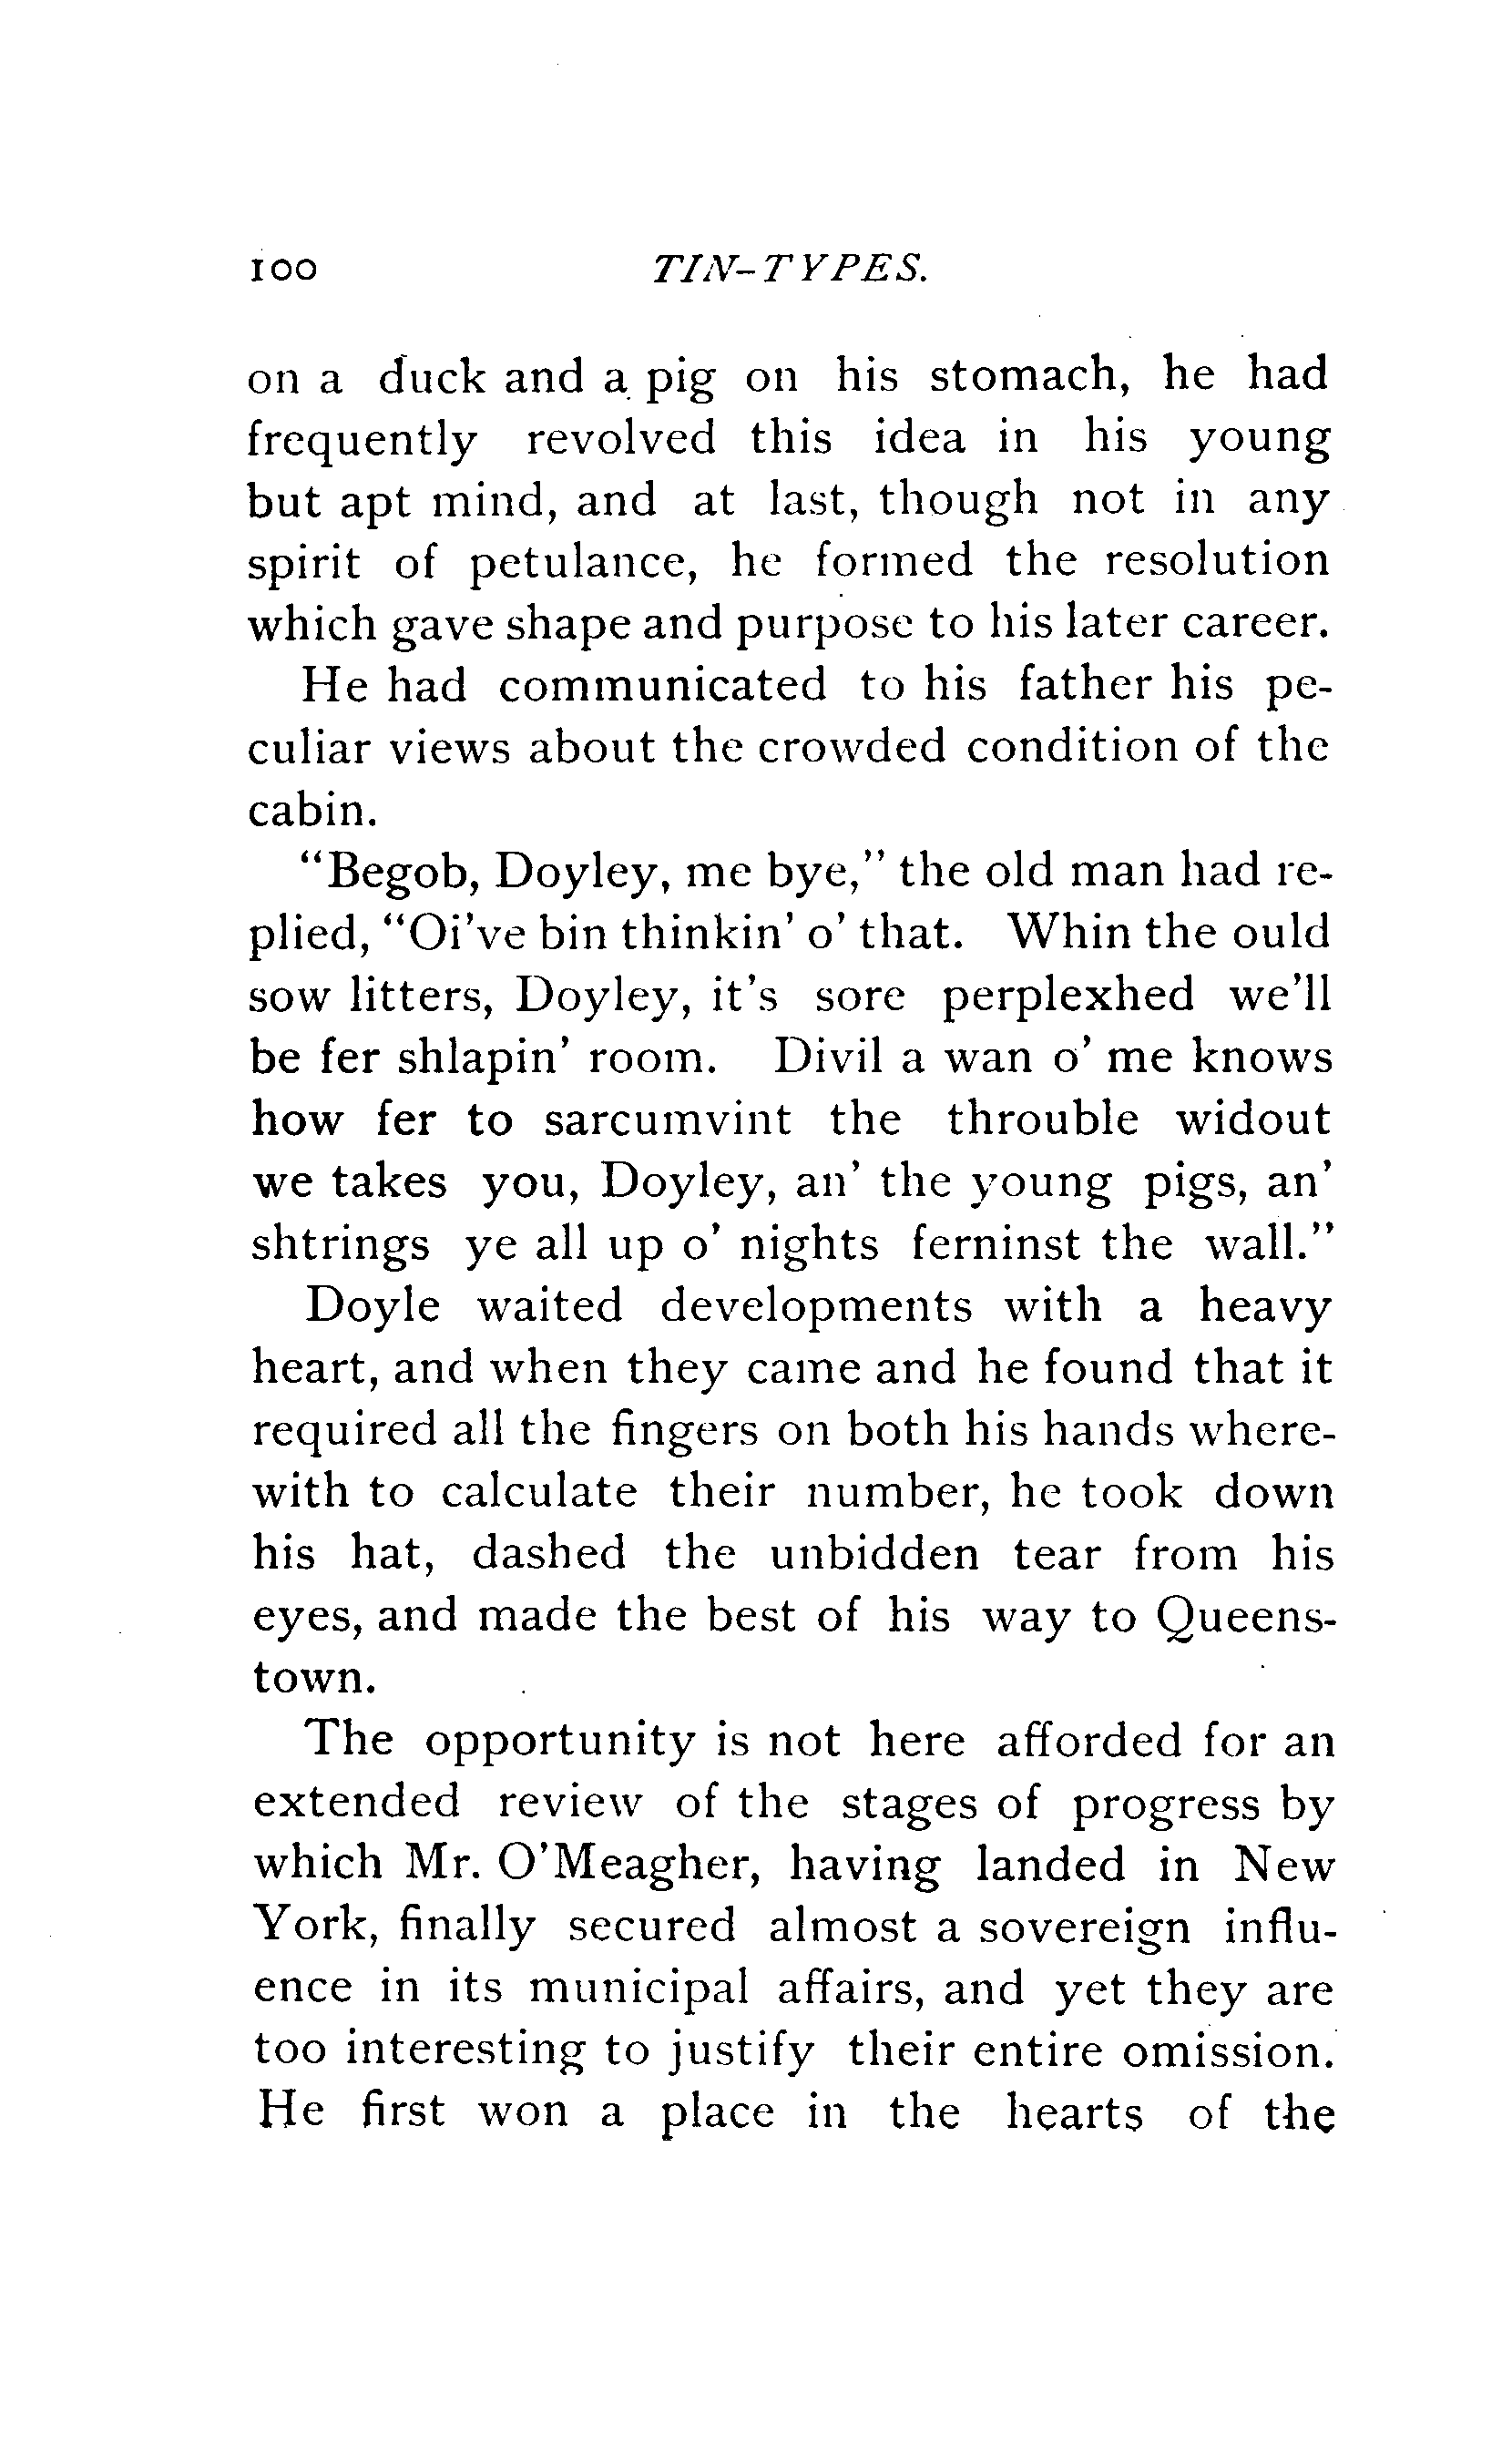 100 TIN-TYPES.
on a duck and a pig on his stomach, he had
frequently revolved this idea in his young
but apt mind, and at last, though not in any
spirit of petulance, he formed the resolution
which gave shape and purpose to his later career.
He had communicated to his father his pe-
culiar views about the crowded condition of the
cabin.
"Begob, Doyley, me bye," the old man had re-
plied, "Oi've bin thinkin' o' that. Whin the ould
sow litters, Doyley, it's sore perplexhed we'll
be fer shlapin' room. Divil a wan o' me knows
how fer to sarcumvint the throuble widout
we takes you, Doyley, an' the young pigs, an'
shtrings ye all up o' nights ferninst the wall."
Doyle waited developments with a heavy
heart, and when they came and he found that it
required all the fingers on both his hands where-
with to calculate their number, he took down
his hat, dashed the unbidden tear from his
eyes, and made the best of his way to Queens-
town.
The opportunity is not here afforded for an
extended review of the stages of progress by
which Mr. O'Meagher, having landed in New
York, finally secured almost a sovereign influ-
ence in its municipal affairs, and yet they are
too interesting to justify their entire omission.
He first won a place in the hearts of the